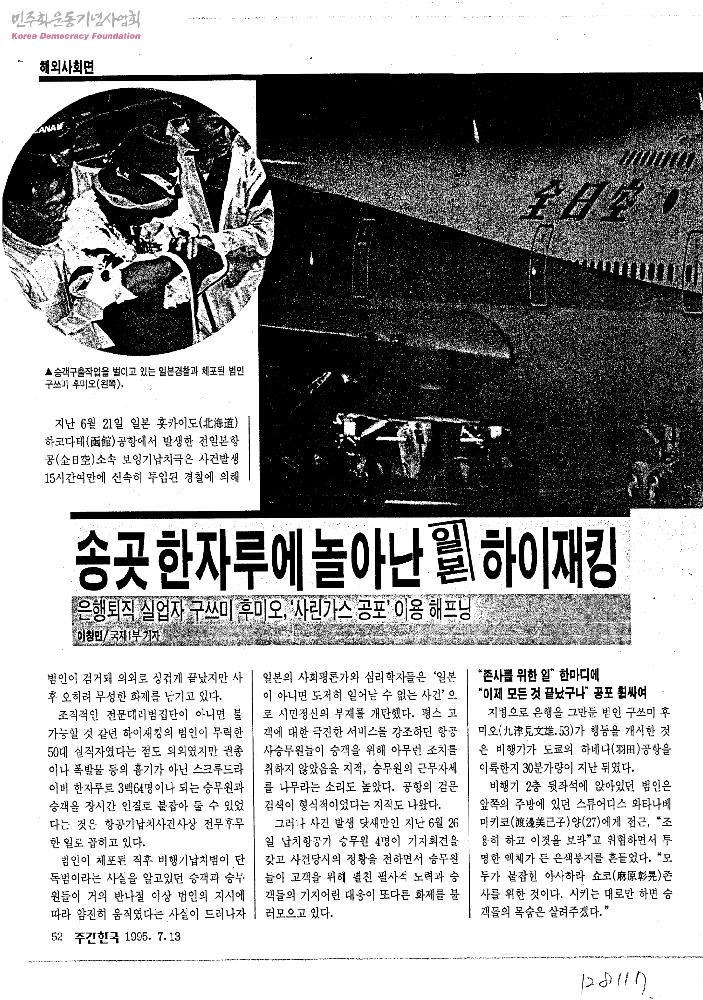 민주화운동기념사업회
Korea Democracy Foundation
해외사회면
全日空
▲승객구출작업을 벌이고 있는 일본경찰과 체포된 범인
구쓰미 후미오(왼쪽).
지난 6월 21일 일본 홋카이도(北海道)
하코다테(函館)공항에서 발생한 전일본항
공(全日空)소속 보잉기납치극은 사건발생
15시간여만에 신속히 투입된 경찰에 의해
송곳 한자루에 놀아난 일본 하이재킹
은행퇴직 실업자 구쓰미 후미오, '사린가스 공포' 이용 해프닝
이창민/국제1부기자
범인이 검거돼 의외로 싱겁게 끝났지만 사
후 오히려 무성한 화제를 남기고 있다.
조직적인 전문테러범집단이 아니면 불
가능할 것 같던 하이재킹의 범인이 무력한
50대 실직자였다는 점도 의외였지만 권총
이나 폭발물 등의 흉기가 아닌 스크루드라
이버 한자루로 3백64명이나 되는 승무원과
승객을 장시간 인질로 붙잡아 둘 수 있었
다는 것은 항공기납치사건사상 전무후무
한 일로 꼽히고 있다.
범인이 체포된 직후 비행기납치범이 단
독범이라는 사실을 알고있던 승객과 승무
원들이 거의 반나절 이상 범인의 지시에
따라 얌전히 움직였다는 사실이 드러나자
일본의 사회평론가와 심리학자들은 '일본
이 아니면 도저히 일어날 수 없는 사건'으
로 시민정신의 부재를 개탄했다. 평소 고
객에 대한 극진한 서비스를 강조하던 항공
사승무원들이 승객을 위해 아무런 조치를
취하지 않았음을 지적, 승무원의 근무자세
를 나무라는 소리도 높았다. 공항의 검문
검색이 형식적이었다는 지적도 나왔다.
그러나 사건 발생 닷새만인 지난 6월 26
일 납치항공기 승무원 4명이 기자회견을
갖고 사건당시의 정황을 전하면서 승무원
들이 고객을 위해 펼친 필사적 노력과 승
객들의 기지어린 대응이 또다른 화제를 불
러모으고 있다.
“존사를 위한 일” 한마디에
“이제 모든 것 끝났구나” 공포 휩싸여
지병으로 은행을 그만둔 범인 구쓰미 후
미오(九津見文雄.53)가 행동을 개시한 것
은 비행기가 도쿄의 하네다(羽田)공항을
이륙한지 30분가량이 지난 뒤였다.
비행기 2층 뒷좌석에 앉아있던 범인은
앞쪽의 주방에 있던 스튜어디스 와타나베
미키코(渡邊美己子)양(27)에게 접근, “조
용히 하고 이것을 보라”고 위협하면서 투
명한 액체가 든 은색봉지를 흔들었다. “모
두가 붙잡힌 아사하라 쇼코(麻原彰晃)존
사를 위한 것이다. 시키는 대로만 하면 승
객들의 목숨은 살려주겠다.”
52 주간한국 1995. 7.13